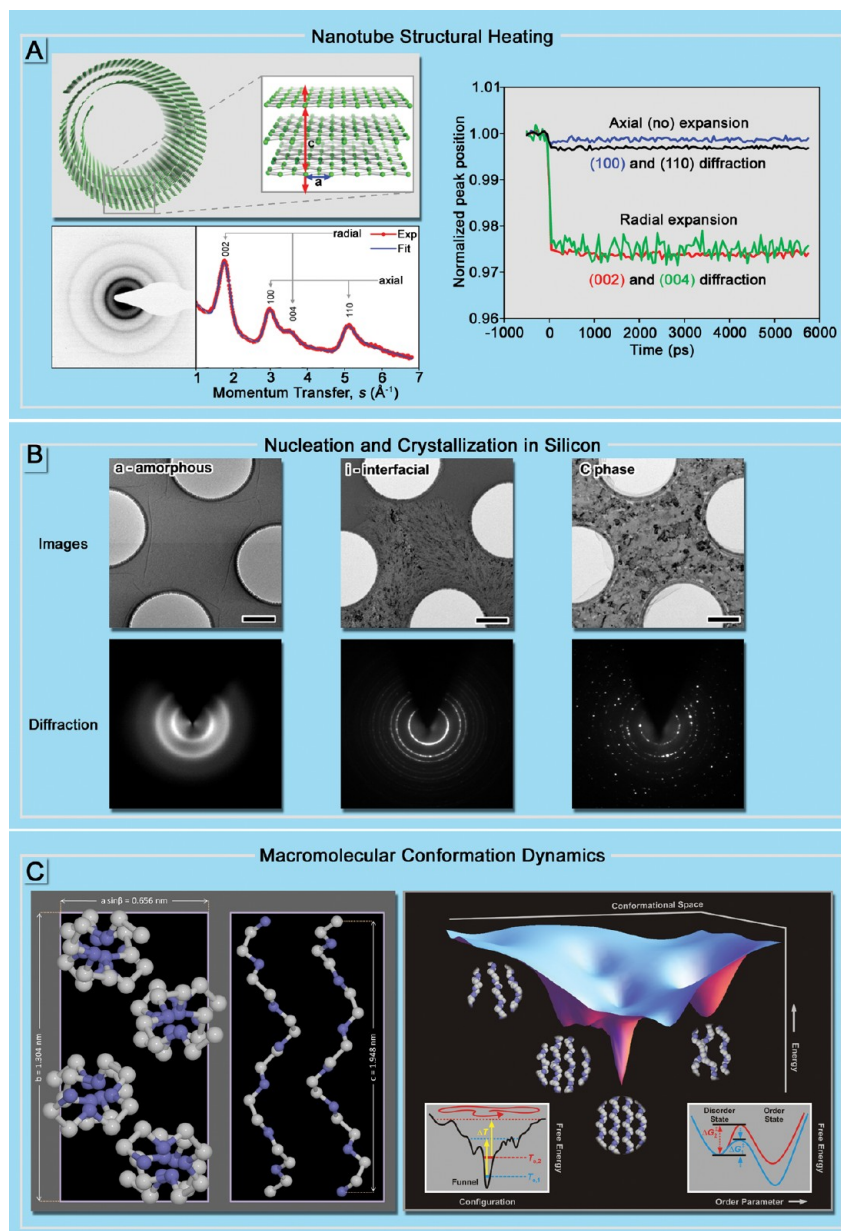 A
Nanotube Structural Heating
c
a
002
100
004
110
radial
axial
Exp
Fit
1 2 3 4 5 6 7
Momentum Transfer, s (Å⁻¹)
1.01
1.00
0.99
0.98
0.97
0.96
Normalized peak position
Axial (no) expansion
(100) and (110) diffraction
Radial expansion
(002) and (004) diffraction
-1000 0 1000 2000 3000 4000 5000 6000
Time (ps)
B
Nucleation and Crystallization in Silicon
a - amorphous
i - interfacial
C phase
Images
Diffraction
C
Macromolecular Conformation Dynamics
a sinβ = 0.656 nm
b = 1.304 nm
c = 1.948 nm
Conformational Space
Energy
ΔT
Funnel
Free Energy
Configuration
Disorder State
Order State
Free Energy
Order Parameter